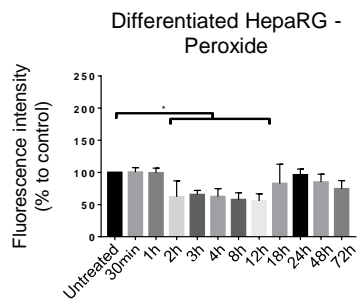 Differentiated HepaRG -
Peroxide
Fluorescence intensity
(% to control)
250
200
150
100
50
0
*
Untreated
30min
1h
2h
3h
4h
8h
12h
18h
24h
48h
72h